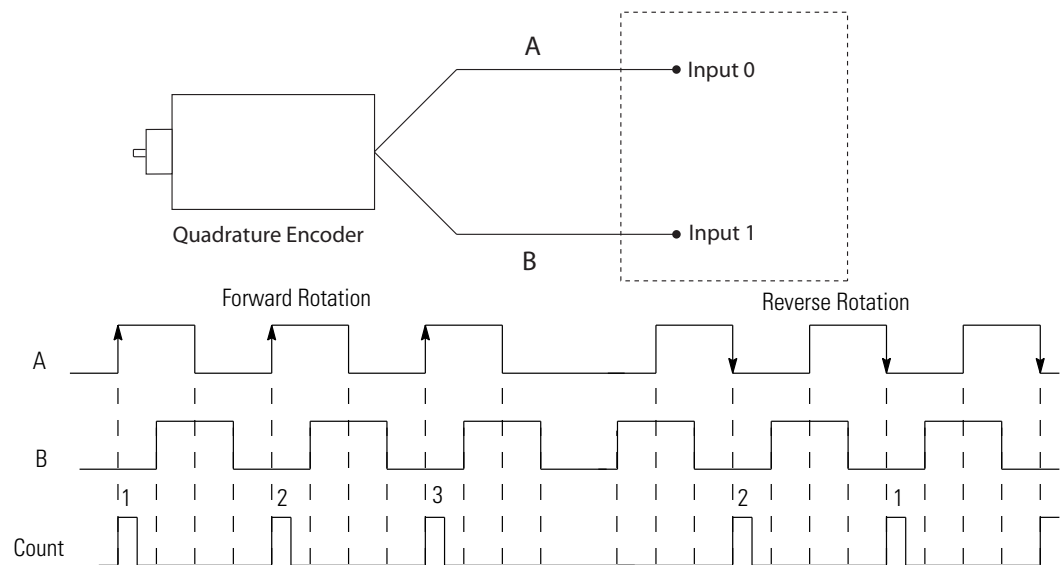 A
Input 0
Quadrature Encoder
Input 1
B
Forward Rotation
Reverse Rotation
A
B
1 2 3 2 1
Count